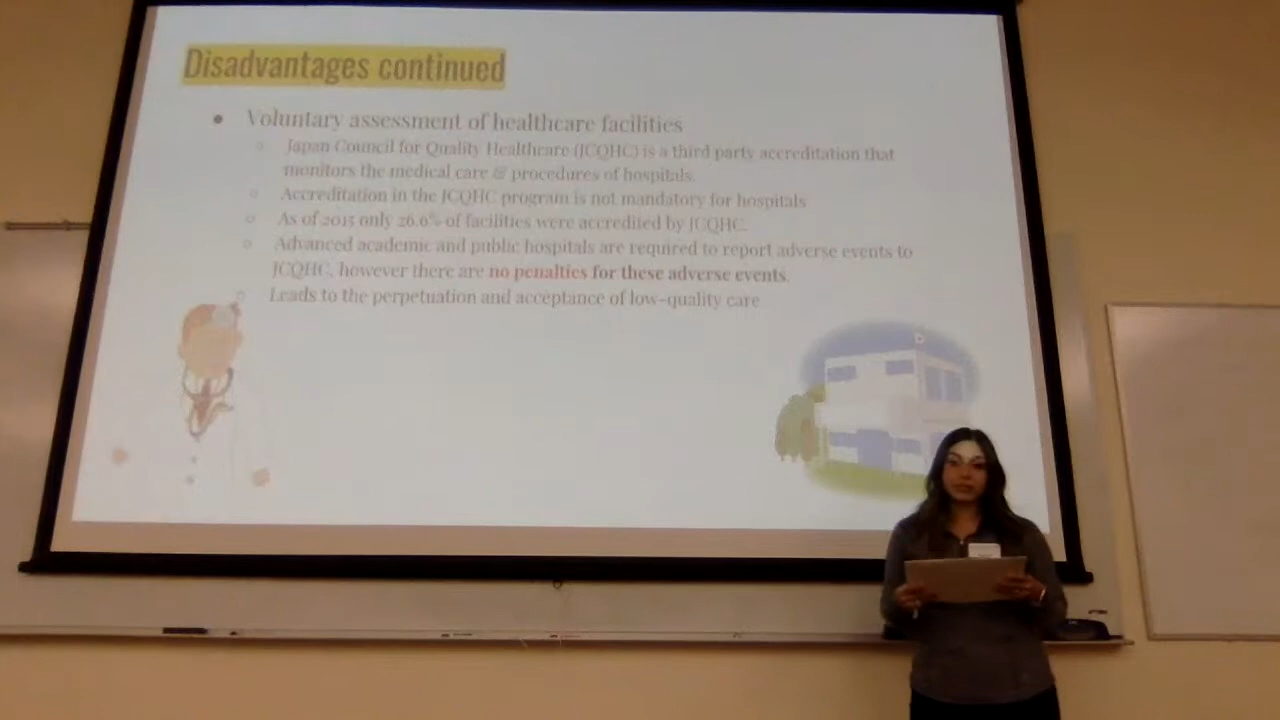 Disadvantages continued
Voluntary assessment of healthcare facilities
Japan Council for Quality Healthcare (JCQHC) is a third party accreditation that
monitors the medical care & procedures of hospitals.
Accreditation in the JCQHC program is not mandatory for hospitals
As of 2015 only 26.6% of facilities were accredited by JCQHC.
Advanced academic and public hospitals are required to report adverse events to
JCQHC, however there are no penalties for these adverse events.
Leads to the perpetuation and acceptance of low-quality care